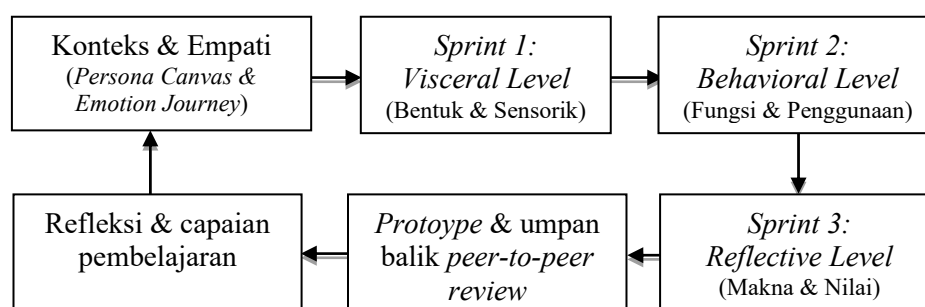 Konteks & Empati
(Persona Canvas &
Emotion Journey)
Sprint 1:
Visceral Level
(Bentuk & Sensorik)
Sprint 2:
Behavioral Level
(Fungsi & Penggunaan)
Refleksi & capaian
pembelajaran
Protoype & umpan
balik peer-to-peer
review
Sprint 3:
Reflective Level
(Makna & Nilai)